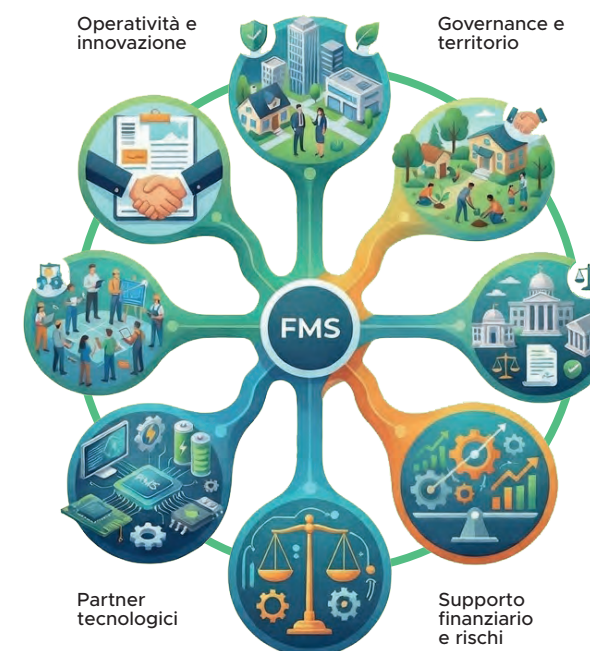 Operatività e
innovazione
Governance e
territorio
FMS
Partner
tecnologici
Supporto
finanziario
e rischi